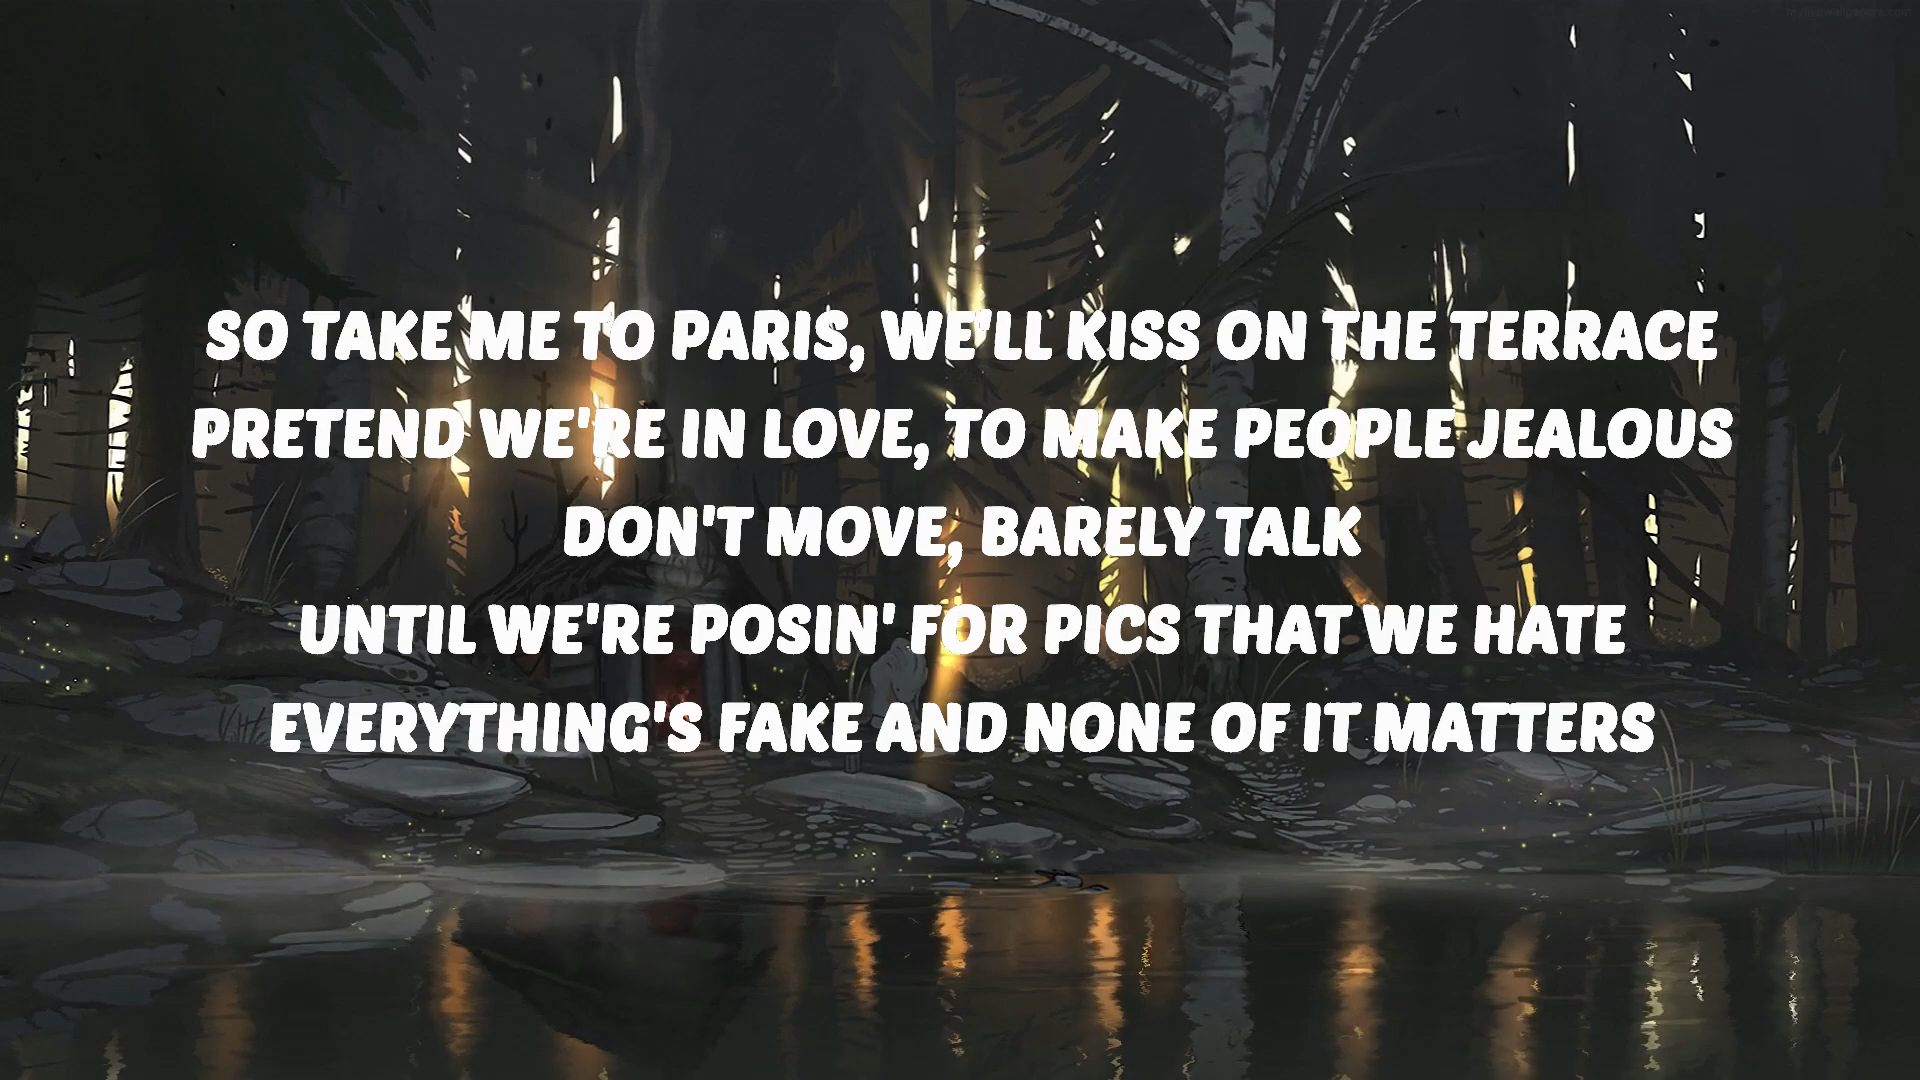 mylivewallpapers.com
SO TAKE ME TO PARIS, WE'LL KISS ON THE TERRACE
PRETEND WE'RE IN LOVE, TO MAKE PEOPLE JEALOUS
DON'T MOVE, BARELY TALK
UNTIL WE'RE POSIN' FOR PICS THAT WE HATE
EVERYTHING'S FAKE AND NONE OF IT MATTERS